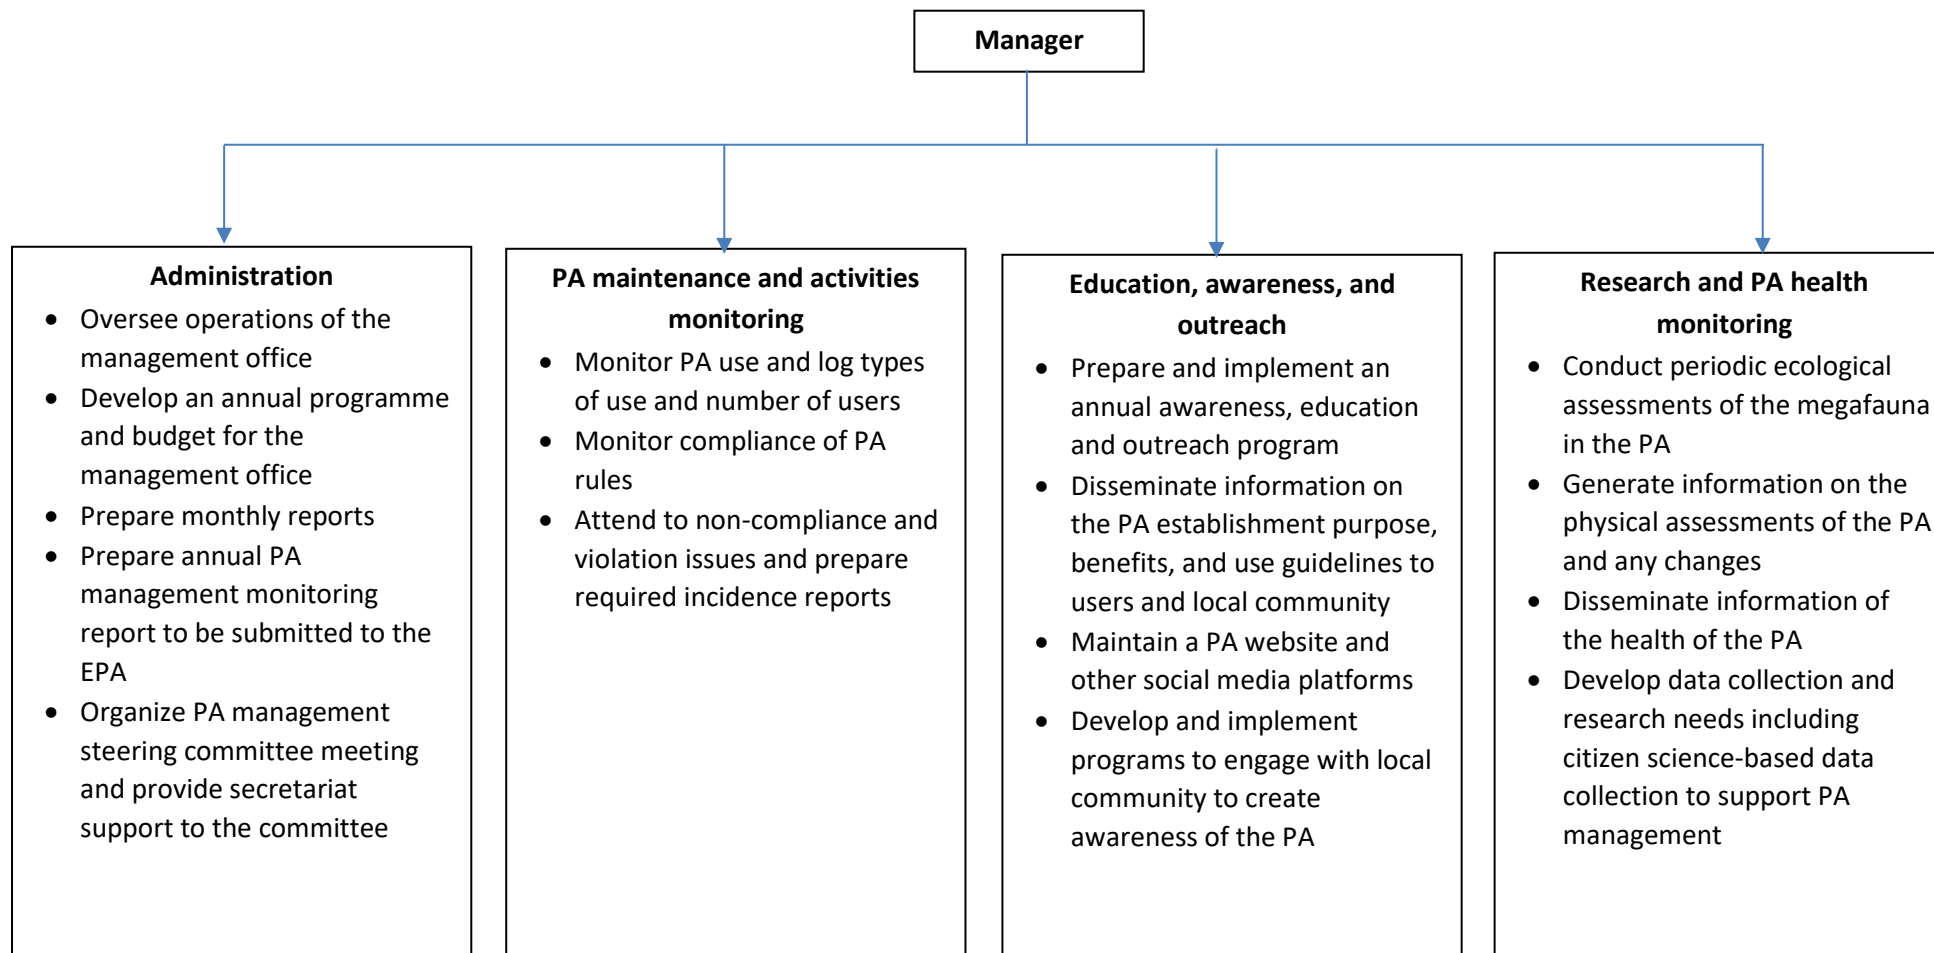 Manager
Administration
• Oversee operations of the
management office
• Develop an annual programme
and budget for the
management office
• Prepare monthly reports
• Prepare annual PA
management monitoring
report to be submitted to the
EPA
• Organize PA management
steering committee meeting
and provide secretariat
support to the committee
PA maintenance and activities
monitoring
• Monitor PA use and log types
of use and number of users
• Monitor compliance of PA
rules
• Attend to non-compliance and
violation issues and prepare
required incidence reports
Education, awareness, and
outreach
• Prepare and implement an
annual awareness, education
and outreach program
• Disseminate information on
the PA establishment purpose,
benefits, and use guidelines to
users and local community
• Maintain a PA website and
other social media platforms
• Develop and implement
programs to engage with local
community to create
awareness of the PA
Research and PA health
monitoring
• Conduct periodic ecological
assessments of the megafauna
in the PA
• Generate information on the
physical assessments of the PA
and any changes
• Disseminate information of
the health of the PA
• Develop data collection and
research needs including
citizen science-based data
collection to support PA
management